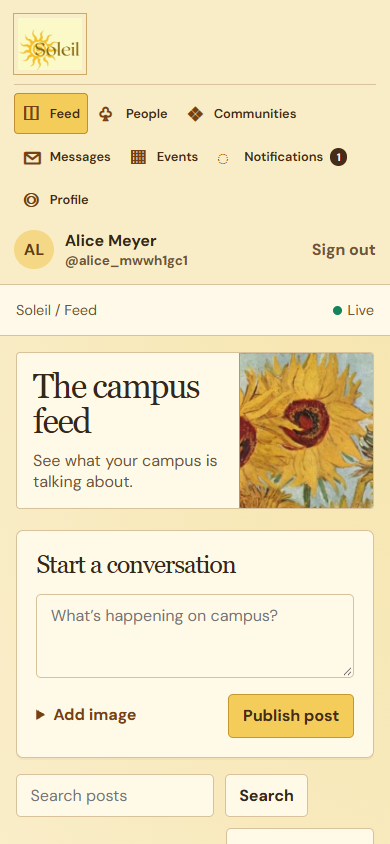 Soleil
Feed
People
Communities
Messages
Events
Notifications 1
Profile
AL
Alice Meyer
@alice_mwwh1gc1
Sign out
Soleil / Feed
Live
The campus
feed
See what your campus is
talking about.
Start a conversation
What's happening on campus?
Add image
Publish post
Search posts
Search